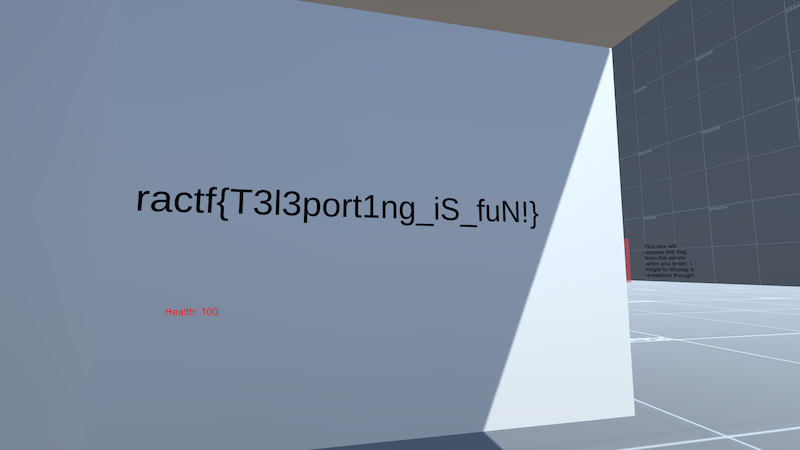 ractf{T3l3port1ng_iS_fuN!}
Health: 100
This box will
request the flag
from the server
when you enter. I
forgot to display it
anywhere though!